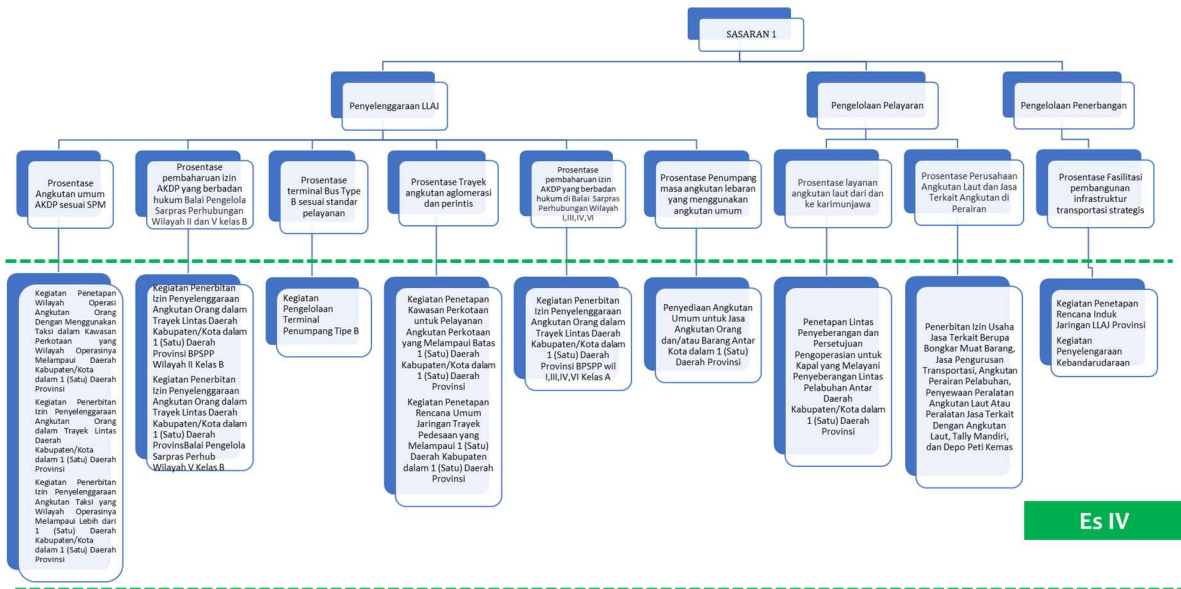 SASARAN 1
Penyelenggaraan LLAJ
Pengelolaan Pelayaran
Pengelolaan Penerbangan
Prosentase
Angkutan umum
AKDP sesuai SPM
Prosentase
pembaharuan izin
AKDP yang berbadan
hukum Balai Pengelola
Sarpras Perhubungan
Wilayah II dan V kelas B
Prosentase
terminal Bus Type
B sesuai standar
pelayanan
Prosentase Trayek
angkutan aglomerasi
dan perintis
Prosentase
pembaharuan izin
AKDP yang berbadan
hukum di Balai Sarpras
Perhubungan Wilayah
I,III,IV,VI
Prosentase Penumpang
masa angkutan lebaran
yang menggunakan
angkutan umum
Prosentase layanan
angkutan laut dari dan
ke karimunjawa
Prosentase Perusahaan
Angkutan Laut dan Jasa
Terkait Angkutan di
Perairan
Prosentase Fasilitasi
pembangunan
infrastruktur
transportasi strategis
Kegiatan Penetapan
Wilayah Operasi
Angkutan Orang
Dengan Menggunakan
Taksi dalam Kawasan
Perkotaan yang
Wilayah Operasinya
Melampaui Daerah
Kabupaten/Kota
dalam 1 (Satu) Daerah
Provinsi
Kegiatan Penerbitan
Izin Penyelenggaraan
Angkutan Orang
dalam Trayek Lintas
Daerah
Kabupaten/Kota
dalam 1 (Satu) Daerah
Provinsi
Kegiatan Penerbitan
Izin Penyelenggaraan
Angkutan Taksi yang
Wilayah Operasinya
Melampaui Lebih dari
1 (Satu) Daerah
Kabupaten/Kota
dalam 1 (Satu) Daerah
Provinsi
Kegiatan Penerbitan
Izin Penyelenggaraan
Angkutan Orang dalam
Trayek Lintas Daerah
Kabupaten/Kota dalam
1 (Satu) Daerah
Provinsi BPSPP
Wilayah II Kelas B
Kegiatan Penerbitan
Izin Penyelenggaraan
Angkutan Orang dalam
Trayek Lintas Daerah
Kabupaten/Kota dalam
1 (Satu) Daerah
ProvinsBalai Pengelola
Sarpras Perhub
Wilayah V Kelas B
Kegiatan
Pengelolaan
Terminal
Penumpang Tipe B
Kegiatan Penetapan
Kawasan Perkotaan
untuk Pelayanan
Angkutan Perkotaan
yang Melampaui Batas
1 (Satu) Daerah
Kabupaten/Kota dalam
1 (Satu) Daerah
Provinsi
Kegiatan Penetapan
Rencana Umum
Jaringan Trayek
Pedesaan yang
Melampaui 1 (Satu)
Daerah Kabupaten
dalam 1 (Satu) Daerah
Provinsi
Kegiatan Penerbitan
Izin Penyelenggaraan
Angkutan Orang dalam
Trayek Lintas Daerah
Kabupaten/Kota dalam
1 (Satu) Daerah
Provinsi BPSPP wil
I,III,IV,VI Kelas A
Penyediaan Angkutan
Umum untuk Jasa
Angkutan Orang
dan/atau Barang Antar
Kota dalam 1 (Satu)
Daerah Provinsi
Penetapan Lintas
Penyeberangan dan
Persetujuan
Pengoperasian untuk
Kapal yang Melayani
Penyeberangan Lintas
Pelabuhan Antar
Daerah
Kabupaten/Kota dalam
1 (Satu) Daerah
Provinsi
Penerbitan Izin Usaha
Jasa Terkait Berupa
Bongkar Muat Barang,
Jasa Pengurusan
Transportasi, Angkutan
Perairan Pelabuhan,
Penyewaan Peralatan
Angkutan Laut Atau
Peralatan Jasa Terkait
Dengan Angkutan
Laut, Tally Mandiri,
dan Depo Peti Kemas
Kegiatan Penetapan
Rencana Induk
Jaringan LLAJ Provinsi
Kegiatan
Penyelengaraan
Kebandarudaraan
Es IV